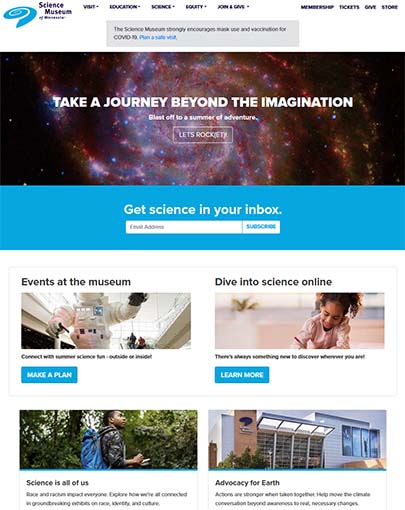 Science
Museum
of Minnesota
VISIT
EDUCATION
SCIENCE
EQUITY
JOIN & GIVE
MEMBERSHIP
TICKETS
GIVE
STORE
The Science Museum strongly encourages mask use and vaccination for
COVID-19. Plan a safe visit.
TAKE A JOURNEY BEYOND THE IMAGINATION
Blast off to a summer of adventure.
LET'S ROCK(ET)!
Get science in your inbox.
Email Address
SUBSCRIBE
Events at the museum
Connect with summer science fun - outside or inside!
MAKE A PLAN
Dive into science online
There's always something new to discover wherever you are!
LEARN MORE
Science is all of us
Race and racism impact everyone. Explore how we're all connected
in groundbreaking exhibits on race, identity, and culture.
Advocacy for Earth
Actions are stronger when taken together. Help move the climate
conversation beyond awareness to real, necessary changes.